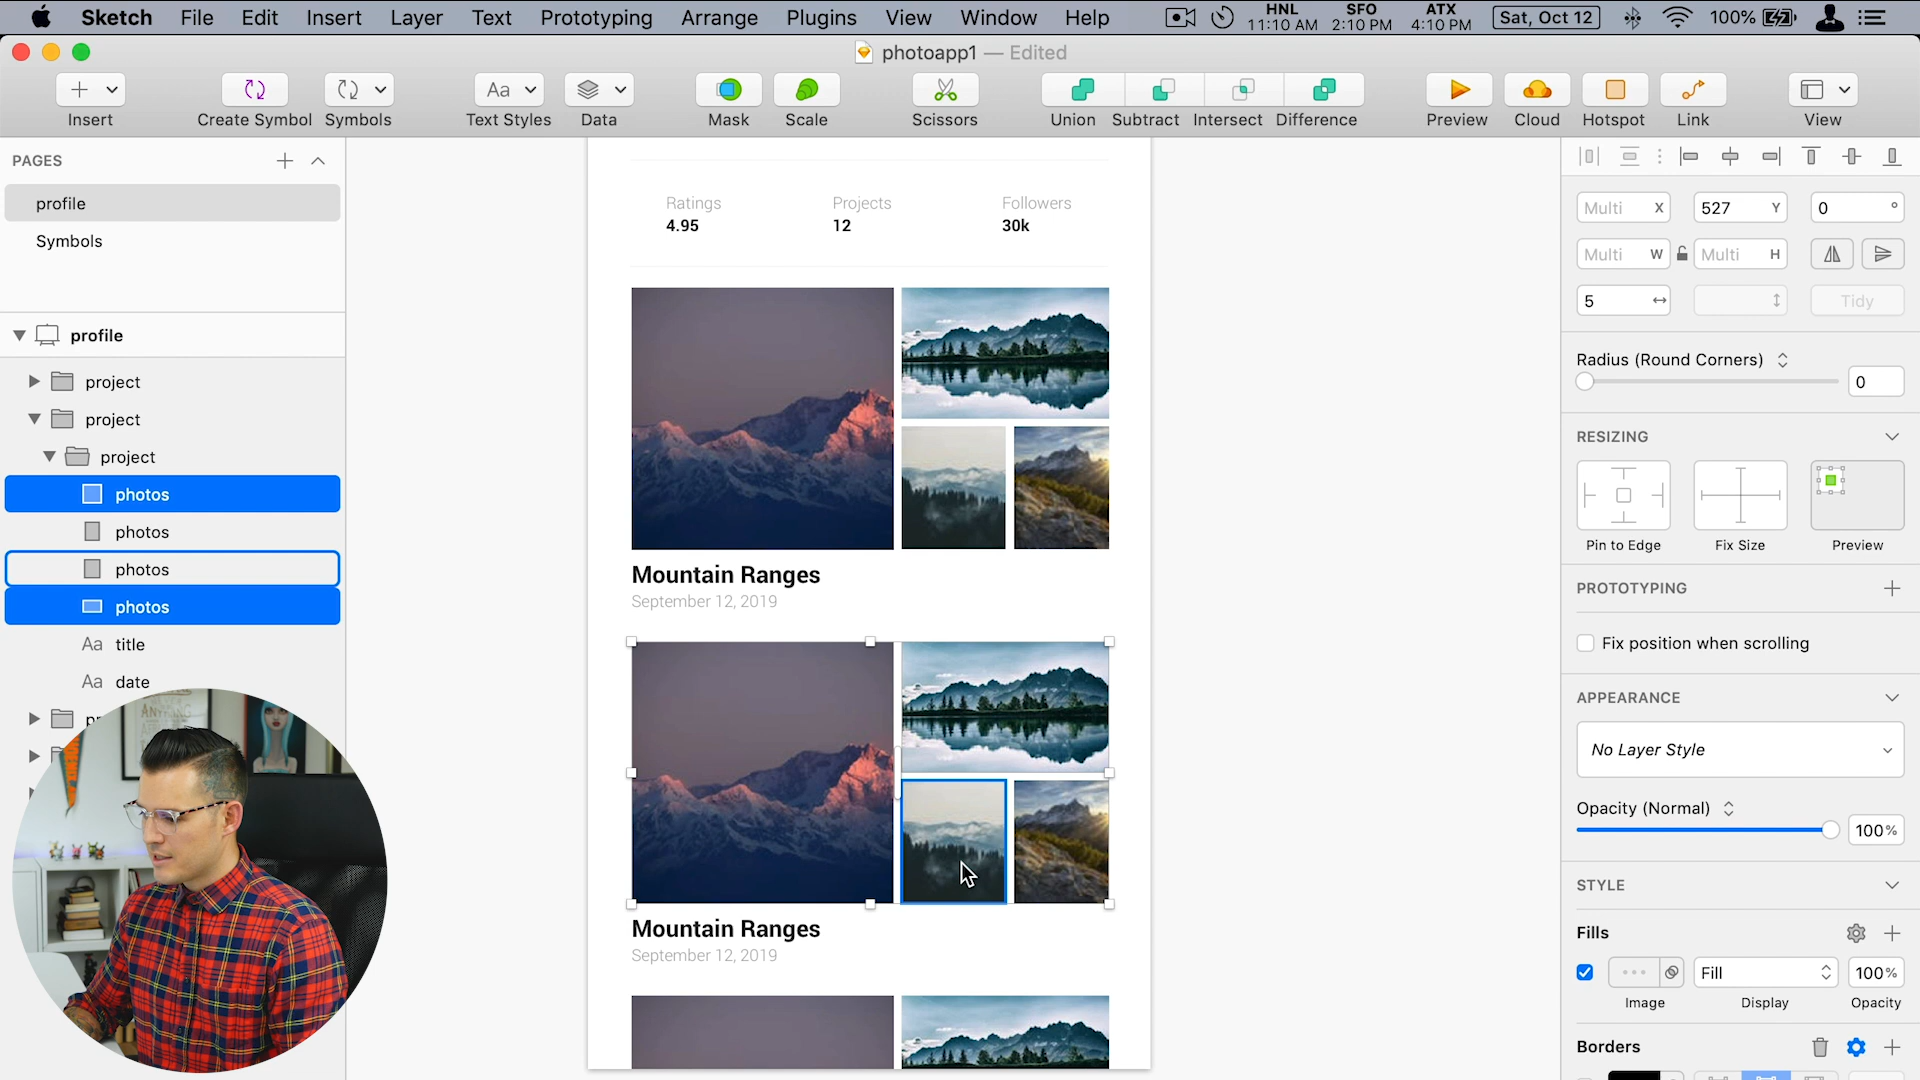 Sketch File Edit Insert Layer Text Prototyping Arrange Plugins View Window Help
HNL 11:10 AM
SFO 2:10 PM
ATX 4:10 PM
Sat, Oct 12
100%
photoapp1 — Edited
Insert
Create Symbol
Symbols
Aa
Text Styles
Data
Mask
Scale
Scissors
Union
Subtract
Intersect
Difference
Preview
Cloud
Hotspot
Link
View
PAGES
profile
Symbols
profile
project
project
project
photos
photos
photos
photos
Aa title
Aa date
Ratings
4.95
Projects
12
Followers
30k
Mountain Ranges
September 12, 2019
Mountain Ranges
September 12, 2019
Multi X
527 Y
0 °
Multi W
Multi H
5
Tidy
Radius (Round Corners)
0
RESIZING
Pin to Edge
Fix Size
Preview
PROTOTYPING
Fix position when scrolling
APPEARANCE
No Layer Style
Opacity (Normal)
100%
STYLE
Fills
Fill
100%
Image
Display
Opacity
Borders